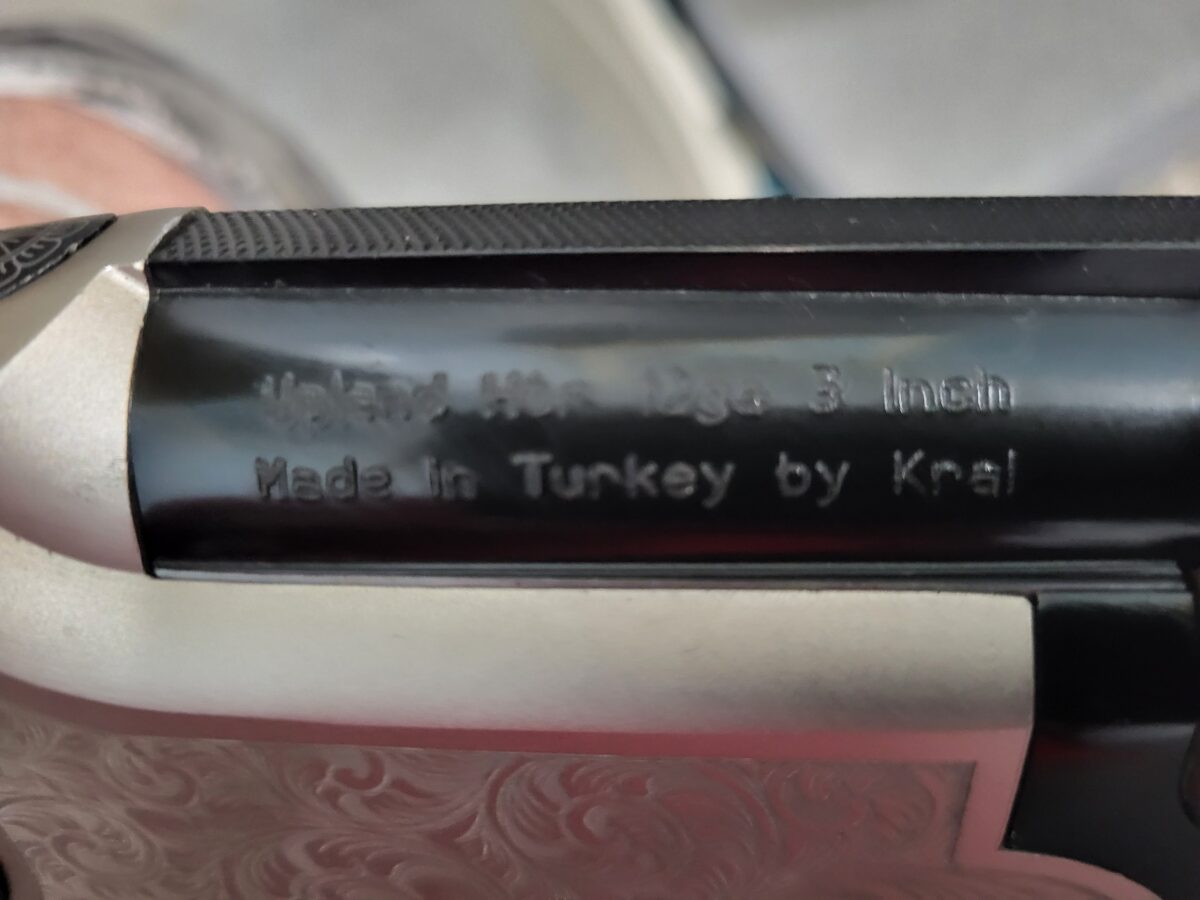 Upland 12ga 3 Inch
Made in Turkey by Kral